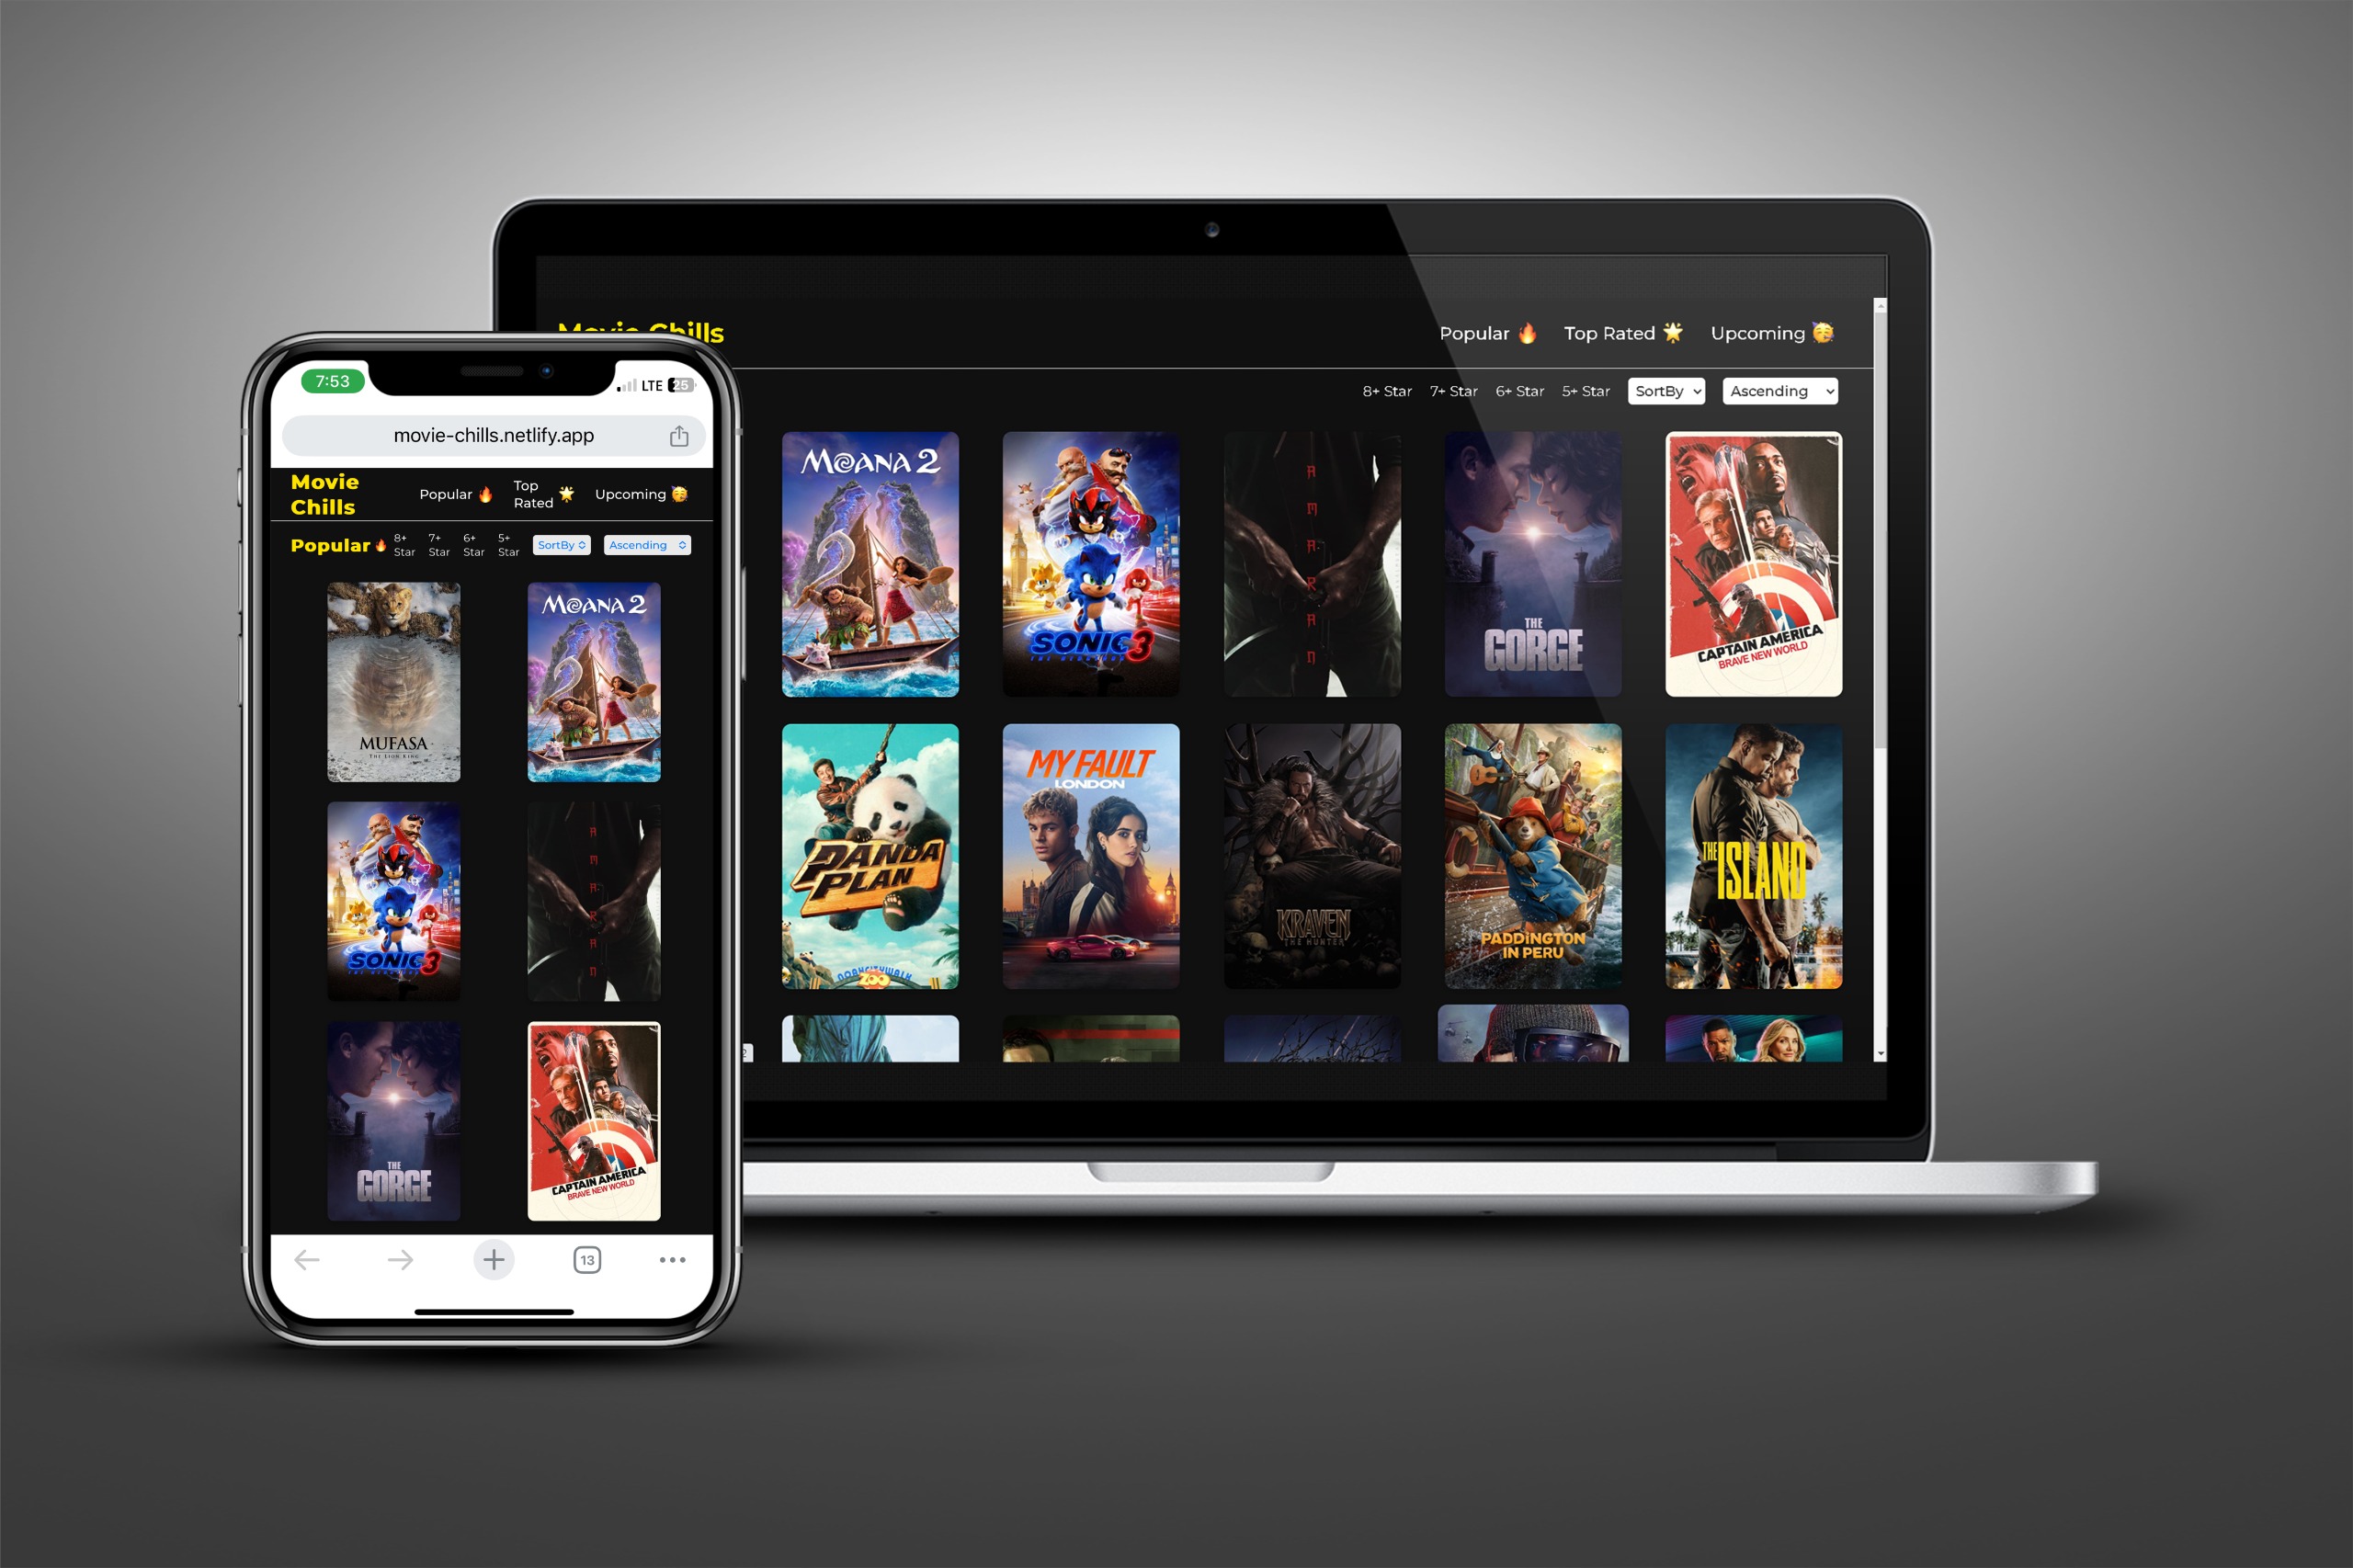 Movie Chills
Popular 🔥 Top Rated 🌟 Upcoming 🥳
8+ Star 7+ Star 6+ Star 5+ Star SortBy Ascending
MOANA 2
SONIC 3
AMARAN
THE
GORGE
CAPTAIN AMERICA
BRAVE NEW WORLD
PANDA
PLAN
ZOO
MY FAULT
LONDON
KRAVEN
THE HUNTER
PADDINGTON
IN PERU
THE
ISLAND
7:53
LTE 25
movie-chills.netlify.app
Movie
Chills
Popular 🔥 Top
Rated 🌟 Upcoming 🥳
Popular 🔥 8+
Star 7+
Star 6+
Star 5+
Star SortBy Ascending
MUFASA
THE LION KING
MOANA 2
SONIC 3
AMARAN
THE
GORGE
CAPTAIN AMERICA
BRAVE NEW WORLD
13